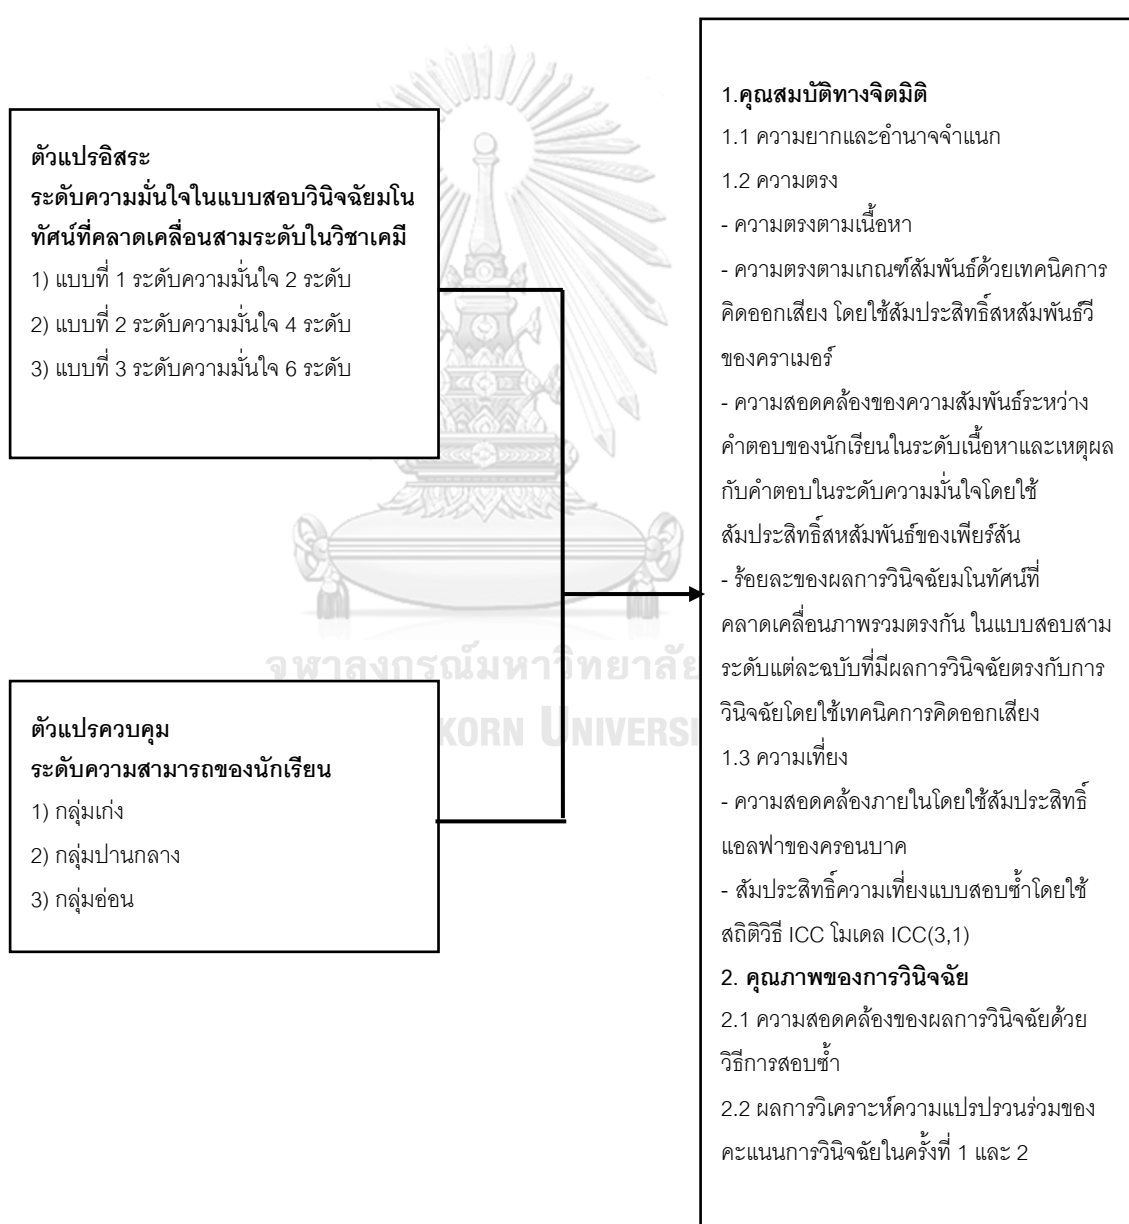 ตัวแปรอิสระ
ระดับความมั่นใจในแบบสอบวินิจฉัยมโน
ทัศน์ที่คลาดเคลื่อนสามระดับในวิชาเคมี
1) แบบที่ 1 ระดับความมั่นใจ 2 ระดับ
2) แบบที่ 2 ระดับความมั่นใจ 4 ระดับ
3) แบบที่ 3 ระดับความมั่นใจ 6 ระดับ
ตัวแปรควบคุม
ระดับความสามารถของนักเรียน
1) กลุ่มเก่ง
2) กลุ่มปานกลาง
3) กลุ่มอ่อน
1.คุณสมบัติทางจิตมิติ
1.1 ความยากและอำนาจจำแนก
1.2 ความตรง
- ความตรงตามเนื้อหา
- ความตรงตามเกณฑ์สัมพันธ์ด้วยเทคนิคการ
คิดออกเสียง โดยใช้สัมประสิทธิ์สหสัมพันธ์วี
ของคราเมอร์
- ความสอดคล้องของความสัมพันธ์ระหว่าง
คำตอบของนักเรียนในระดับเนื้อหาและเหตุผล
กับคำตอบในระดับความมั่นใจโดยใช้
สัมประสิทธิ์สหสัมพันธ์ของเพียร์สัน
- ร้อยละของผลการวินิจฉัยมโนทัศน์ที่
คลาดเคลื่อนภาพรวมตรงกัน ในแบบสอบสาม
ระดับแต่ละฉบับที่มีผลการวินิจฉัยตรงกับการ
วินิจฉัยโดยใช้เทคนิคการคิดออกเสียง
1.3 ความเที่ยง
- ความสอดคล้องภายในโดยใช้สัมประสิทธิ์
แอลฟาของครอนบาค
- สัมประสิทธิ์ความเที่ยงแบบสอบซ้ำโดยใช้
สถิติวิธี ICC โมเดล ICC(3,1)
2. คุณภาพของการวินิจฉัย
2.1 ความสอดคล้องของผลการวินิจฉัยด้วย
วิธีการสอบซ้ำ
2.2 ผลการวิเคราะห์ความแปรปรวนร่วมของ
คะแนนการวินิจฉัยในครั้งที่ 1 และ 2
จุฬาลงกรณ์มหาวิทยาลัย
KORN UNIVERSI